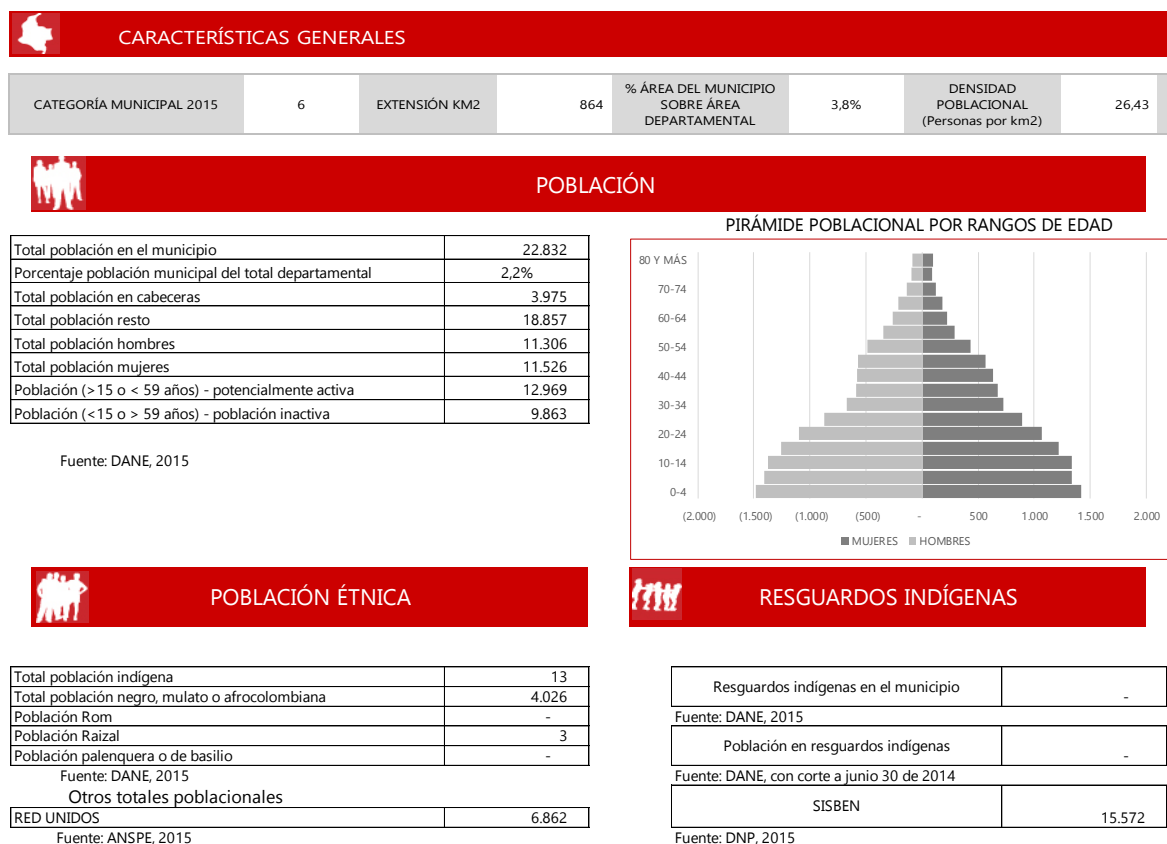 CARACTERÍSTICAS GENERALES
CATEGORÍA MUNICIPAL 2015 6 EXTENSIÓN KM2 864 % ÁREA DEL MUNICIPIO SOBRE ÁREA DEPARTAMENTAL 3,8% DENSIDAD POBLACIONAL (Personas por km2) 26,43
POBLACIÓN
Total población en el municipio 22.832
Porcentaje población municipal del total departamental 2,2%
Total población en cabeceras 3.975
Total población resto 18.857
Total población hombres 11.306
Total población mujeres 11.526
Población (>15 o < 59 años) - potencialmente activa 12.969
Población (<15 o > 59 años) - población inactiva 9.863
Fuente: DANE, 2015
PIRÁMIDE POBLACIONAL POR RANGOS DE EDAD
80 Y MÁS
70-74
60-64
50-54
40-44
30-34
20-24
10-14
0-4
(2.000) (1.500) (1.000) (500) - 500 1.000 1.500 2.000
MUJERES HOMBRES
POBLACIÓN ÉTNICA
Total población indígena 13
Total población negro, mulato o afrocolombiana 4.026
Población Rom -
Población Raizal 3
Población palenquera o de basilio -
Fuente: DANE, 2015
Otros totales poblacionales
RED UNIDOS 6.862
Fuente: ANSPE, 2015
RESGUARDOS INDÍGENAS
Resguardos indígenas en el municipio -
Fuente: DANE, 2015
Población en resguardos indígenas -
Fuente: DANE, con corte a junio 30 de 2014
SISBEN 15.572
Fuente: DNP, 2015